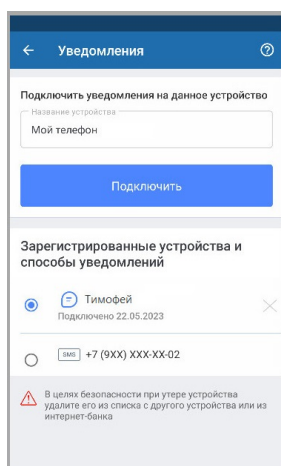 Уведомления
Подключить уведомления на данное устройство
Название устройства
Мой телефон
Подключить
Зарегистрированные устройства и
способы уведомлений
Тимофей
Подключено 22.05.2023
SMS +7 (9XX) XXX-XX-02
В целях безопасности при утере устройства
удалите его из списка с другого устройства или из
интернет-банка